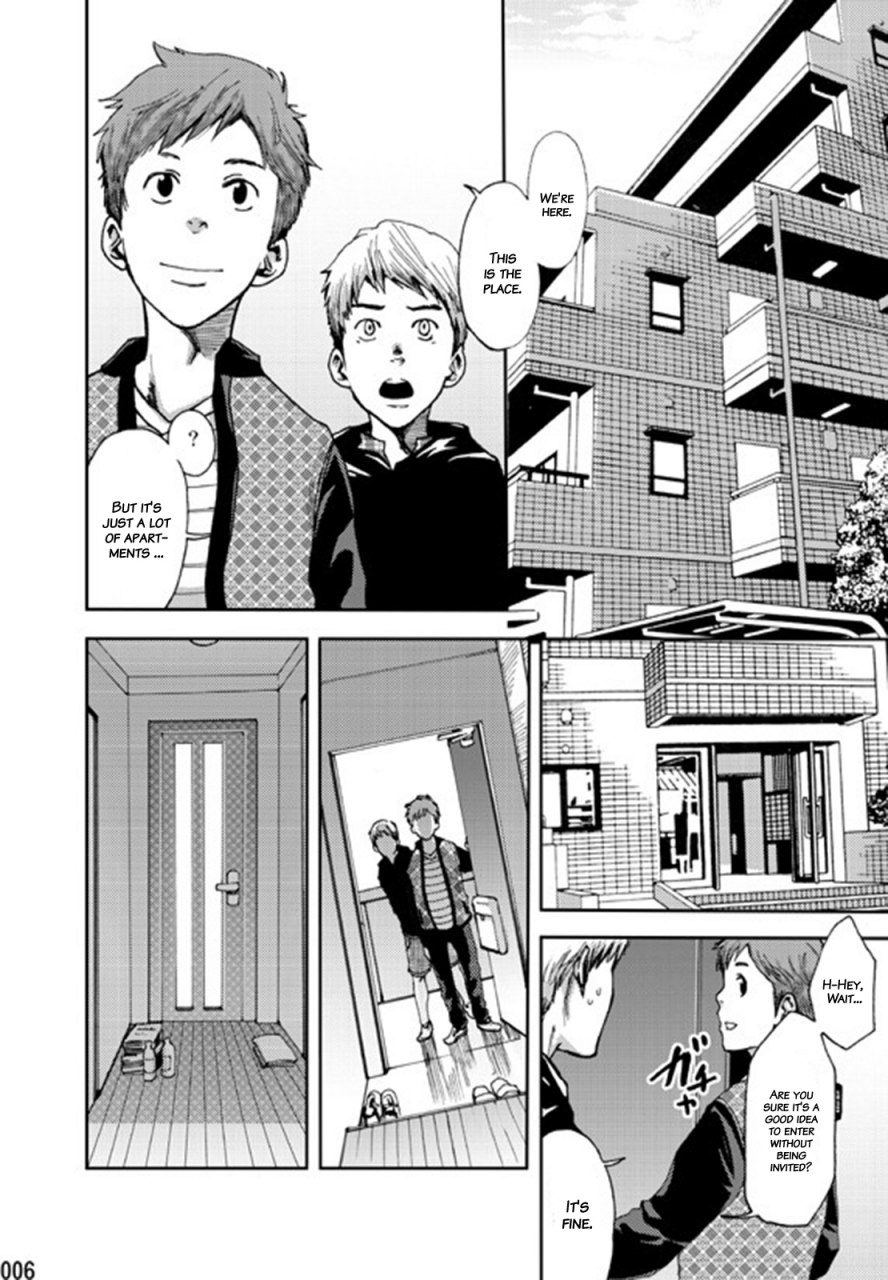 WE'RE
HERE.
THIS
IS THE
PLACE.
?
BUT IT'S
JUST A LOT
OF APART-
MENTS ...
H-HEY,
WAIT...
ガチャ
ARE YOU
SURE IT'S A
GOOD IDEA
TO ENTER
WITHOUT
BEING
INVITED?
IT'S
FINE.
006